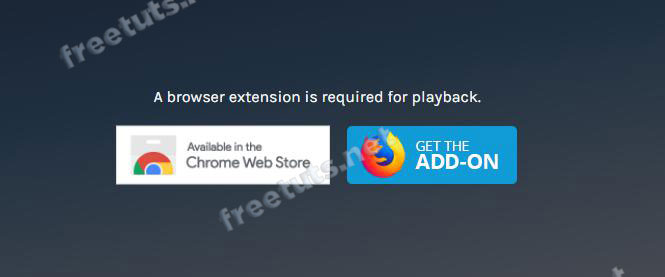 freetuts.net
A browser extension is required for playback.
Available in the
Chrome Web Store
GET THE
ADD-ON
freetuts.net